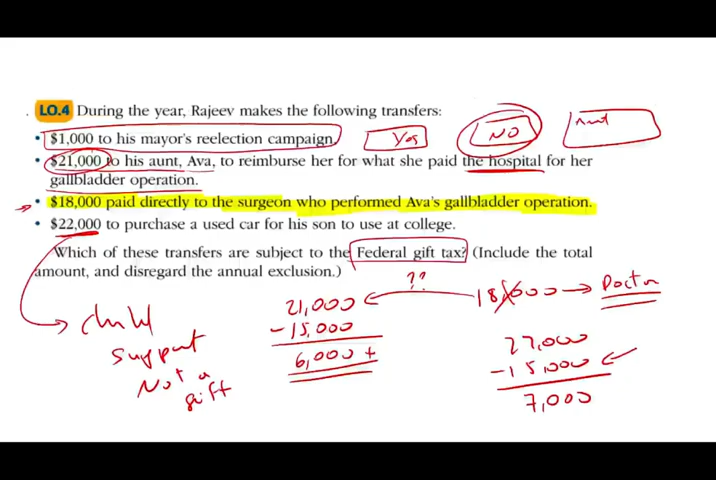 . LO.4 During the year, Rajeev makes the following transfers:
• $1,000 to his mayor's reelection campaign.
Yes
NO
Aunt
• $21,000 to his aunt, Ava, to reimburse her for what she paid the hospital for her
gallbladder operation.
• $18,000 paid directly to the surgeon who performed Ava's gallbladder operation.
• $22,000 to purchase a used car for his son to use at college.
Which of these transfers are subject to the Federal gift tax? (Include the total
amount, and disregard the annual exclusion.)
??
21,000
18,000
Doctor
-15,000
6,000 +
child
support
Not a
gift
22,000
-15,000
7,000